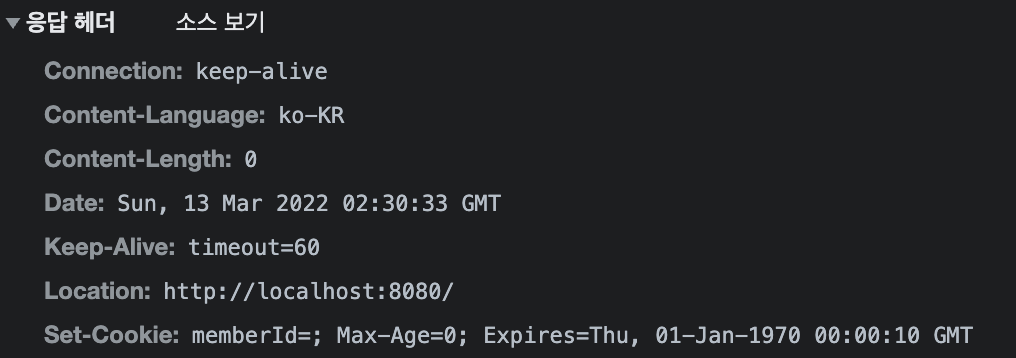 ▼ 응답 헤더 소스 보기
Connection: keep-alive
Content-Language: ko-KR
Content-Length: 0
Date: Sun, 13 Mar 2022 02:30:33 GMT
Keep-Alive: timeout=60
Location: http://localhost:8080/
Set-Cookie: memberId=; Max-Age=0; Expires=Thu, 01-Jan-1970 00:00:10 GMT